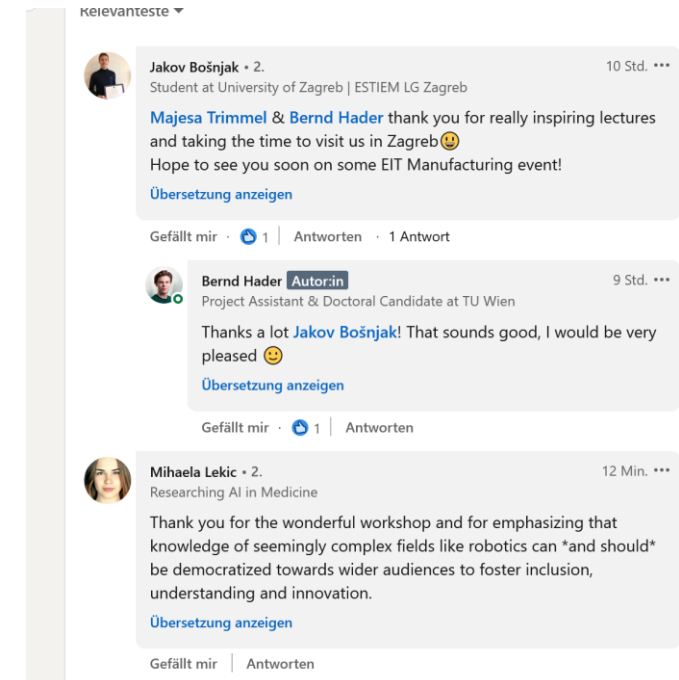 Relevanteste
Jakov Bošnjak • 2.
10 Std. •••
Student at University of Zagreb | ESTIEM LG Zagreb
Majesa Trimmel & Bernd Hader thank you for really inspiring lectures
and taking the time to visit us in Zagreb😃
Hope to see you soon on some EIT Manufacturing event!
Übersetzung anzeigen
Gefällt mir · 1 | Antworten · 1 Antwort
Bernd Hader Autor:in
9 Std. •••
Project Assistant & Doctoral Candidate at TU Wien
Thanks a lot Jakov Bošnjak! That sounds good, I would be very
pleased 🙂
Übersetzung anzeigen
Gefällt mir · 1 | Antworten
Mihaela Lekic • 2.
12 Min. •••
Researching AI in Medicine
Thank you for the wonderful workshop and for emphasizing that
knowledge of seemingly complex fields like robotics can *and should*
be democratized towards wider audiences to foster inclusion,
understanding and innovation.
Übersetzung anzeigen
Gefällt mir | Antworten